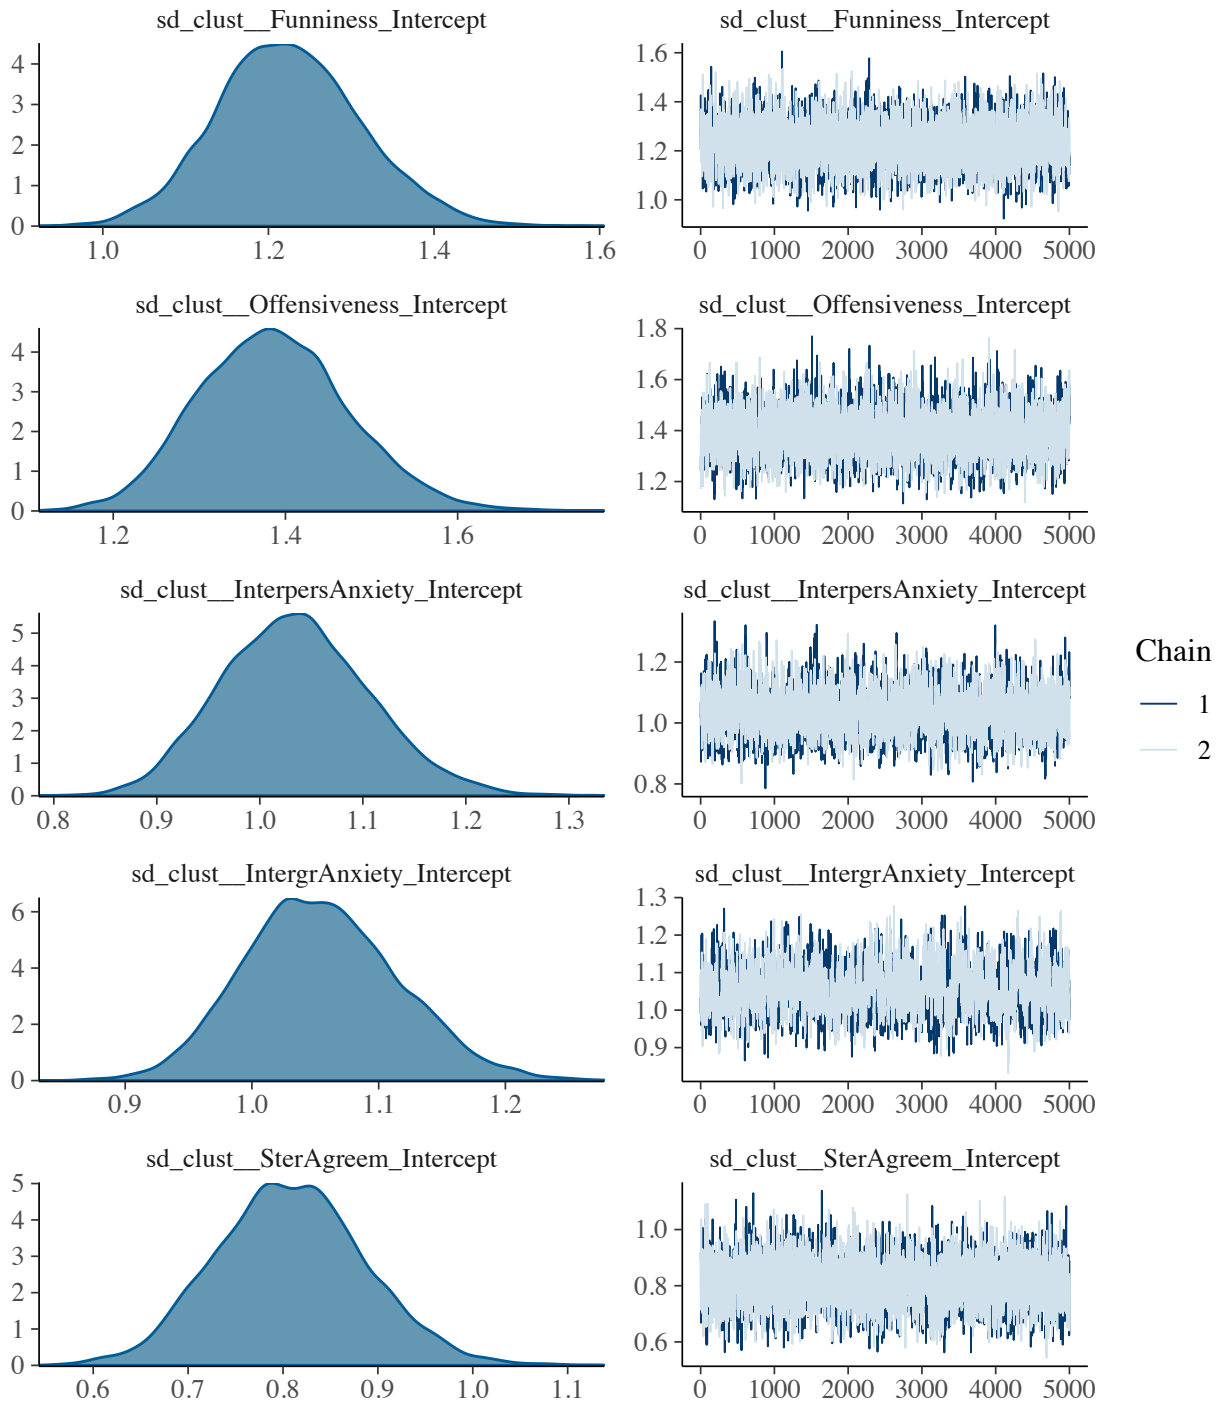 sd_clust__Funniness_Intercept
4
3
2
1
0
1.0 1.2 1.4 1.6
sd_clust__Funniness_Intercept
1.6
1.4
1.2
1.0
0 1000 2000 3000 4000 5000
sd_clust__Offensiveness_Intercept
4
3
2
1
0
1.2 1.4 1.6
sd_clust__Offensiveness_Intercept
1.8
1.6
1.4
1.2
0 1000 2000 3000 4000 5000
sd_clust__InterpersAnxiety_Intercept
5
4
3
2
1
0
0.8 0.9 1.0 1.1 1.2 1.3
sd_clust__InterpersAnxiety_Intercept
1.2
1.0
0.8
0 1000 2000 3000 4000 5000
sd_clust__IntergrAnxiety_Intercept
6
4
2
0
0.9 1.0 1.1 1.2
sd_clust__IntergrAnxiety_Intercept
1.3
1.2
1.1
1.0
0.9
0 1000 2000 3000 4000 5000
sd_clust__SterAgreem_Intercept
5
4
3
2
1
0
0.6 0.7 0.8 0.9 1.0 1.1
sd_clust__SterAgreem_Intercept
1.0
0.8
0.6
0 1000 2000 3000 4000 5000
Chain
1
2